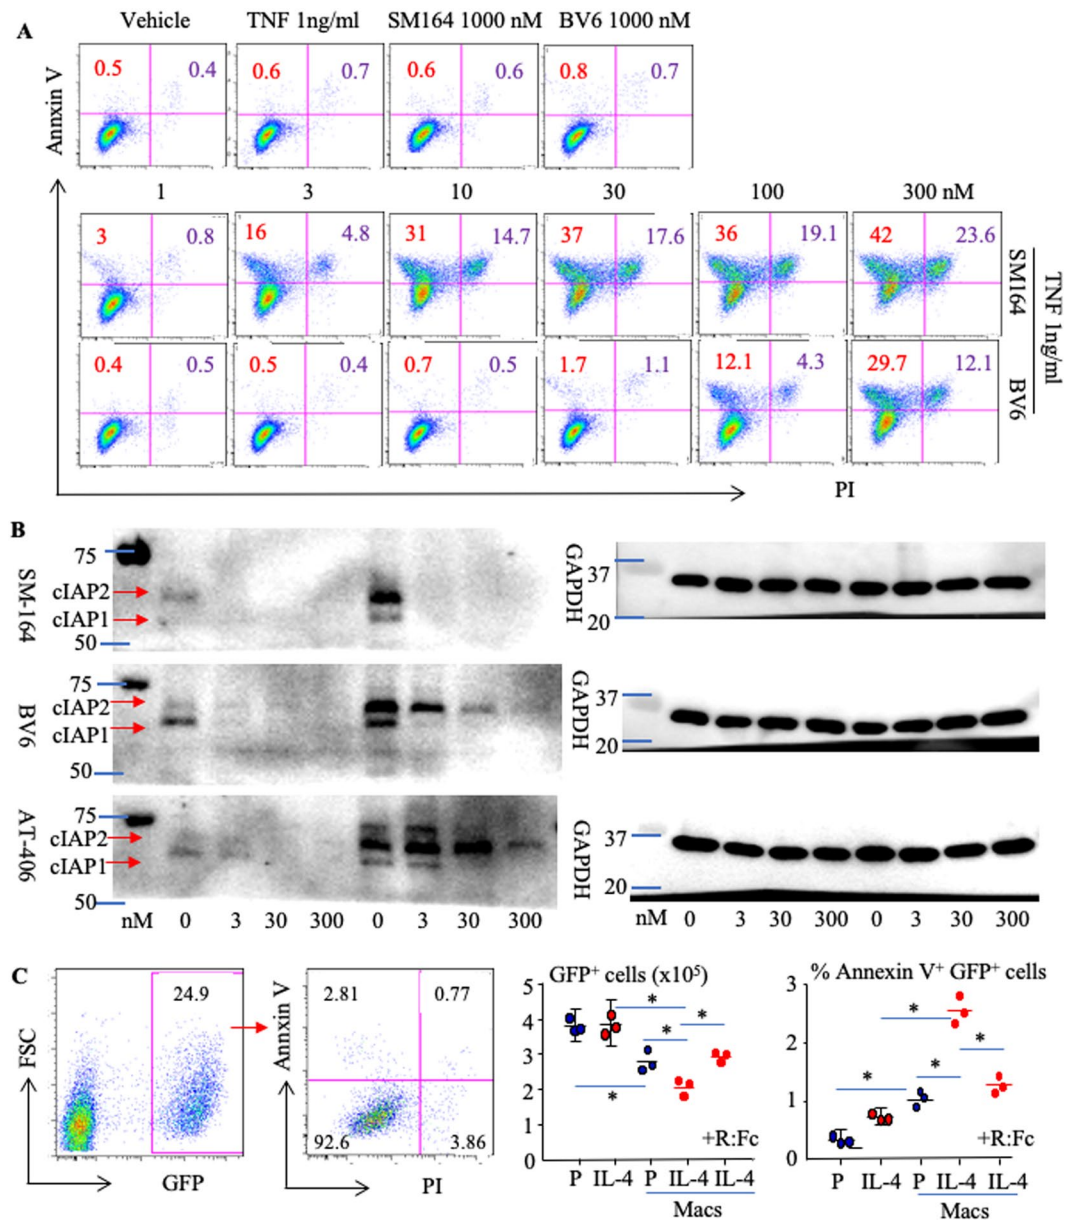 A
Vehicle TNF 1ng/ml SM164 1000 nM BV6 1000 nM
Annxin V
0.5 0.4 0.6 0.7 0.6 0.6 0.8 0.7
1 3 10 30 100 300 nM
3 0.8 16 4.8 31 14.7 37 17.6 36 19.1 42 23.6
SM164
0.4 0.5 0.5 0.4 0.7 0.5 1.7 1.1 12.1 4.3 29.7 12.1
BV6
TNF 1ng/ml
PI
B
SM-164
75
cIAP2
cIAP1
50
GAPDH
37
20
BV6
75
cIAP2
cIAP1
50
GAPDH
37
20
AT-406
75
cIAP2
cIAP1
50
GAPDH
37
20
nM 0 3 30 300 0 3 30 300
nM 0 3 30 300 0 3 30 300
C
FSC
24.9
GFP
Annxin V
2.81 0.77
92.6 3.86
PI
GFP+ cells (x10⁵)
5
4
3
2
1
0
* * * *
+R:Fc
P IL-4 P IL-4 IL-4
Macs
% Annexin V⁺ GFP⁺ cells
3
2
1
0
* * * *
+R:Fc
P IL-4 P IL-4 IL-4
Macs